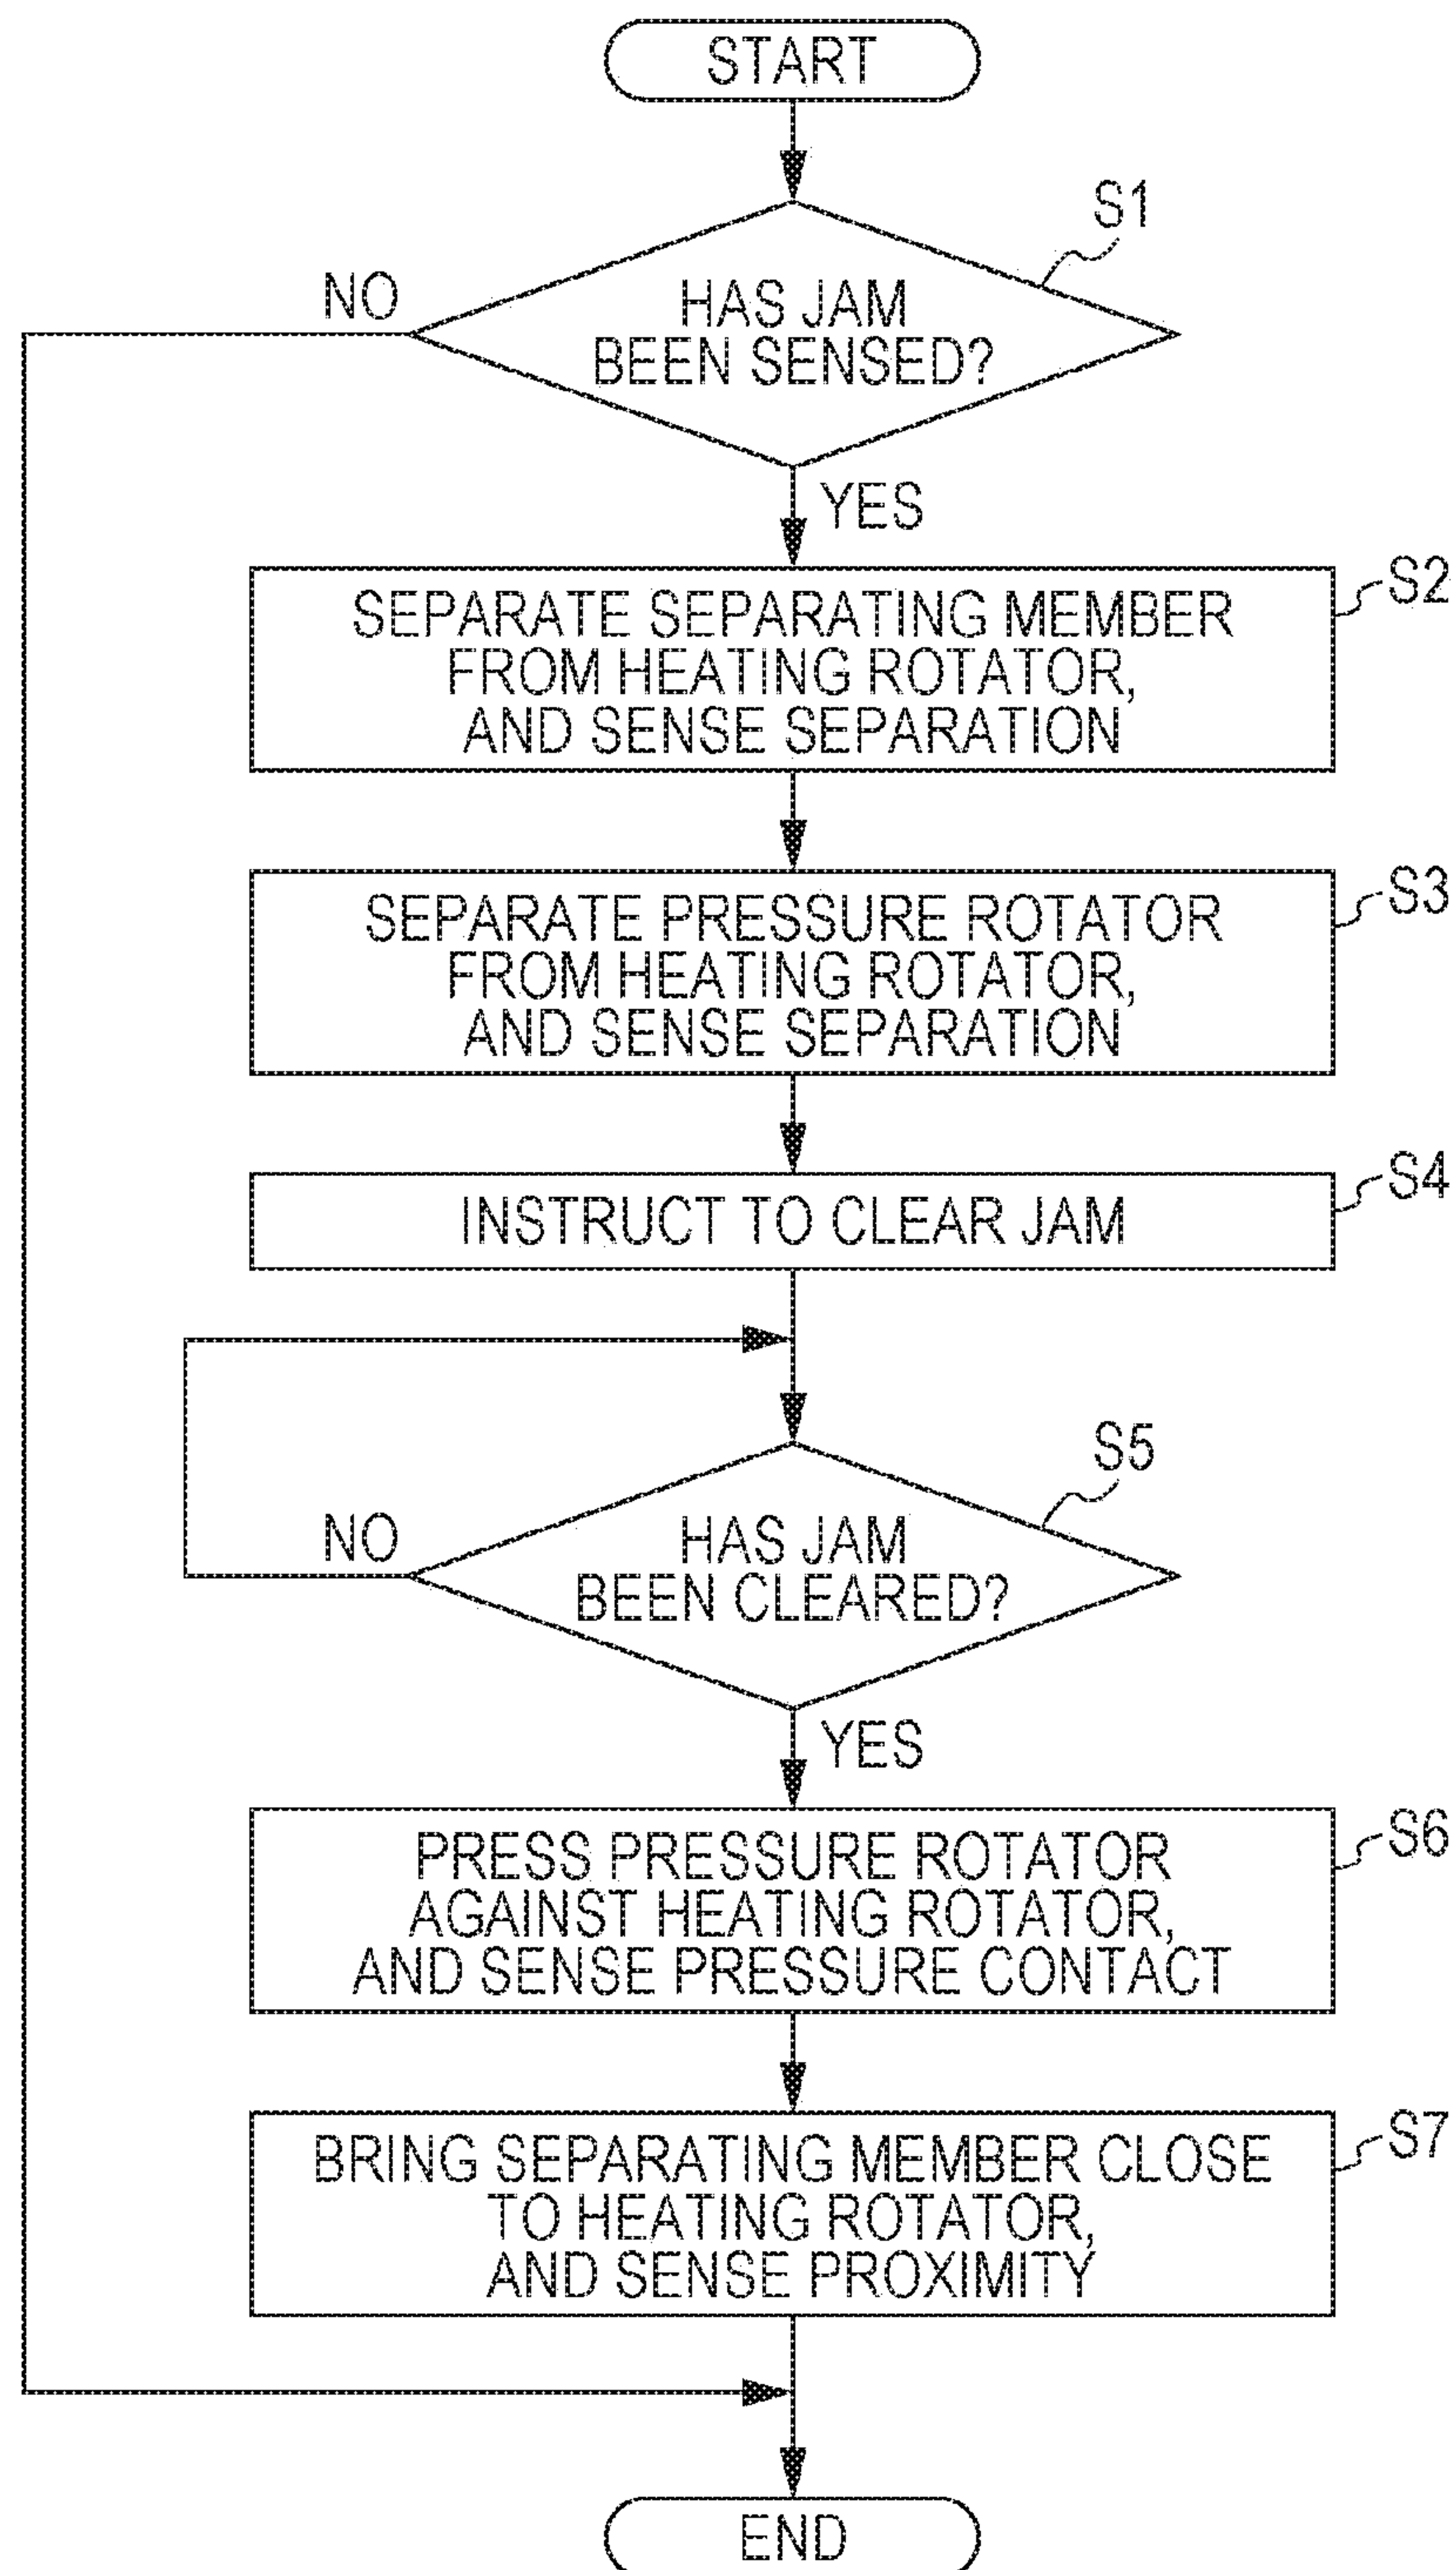 START
S1
NO
HAS JAM
BEEN SENSED?
YES
S2
SEPARATE SEPARATING MEMBER
FROM HEATING ROTATOR,
AND SENSE SEPARATION
S3
SEPARATE PRESSURE ROTATOR
FROM HEATING ROTATOR,
AND SENSE SEPARATION
S4
INSTRUCT TO CLEAR JAM
S5
NO
HAS JAM
BEEN CLEARED?
YES
S6
PRESS PRESSURE ROTATOR
AGAINST HEATING ROTATOR,
AND SENSE PRESSURE CONTACT
S7
BRING SEPARATING MEMBER CLOSE
TO HEATING ROTATOR,
AND SENSE PROXIMITY
END